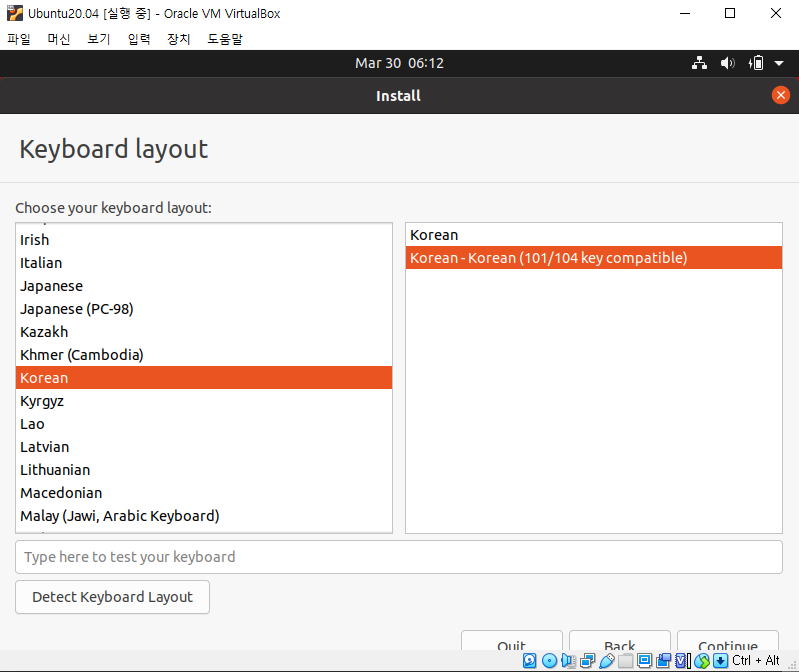 Ubuntu20.04 [실행 중] - Oracle VM VirtualBox
파일 머신 보기 입력 장치 도움말
Mar 30 06:12
Install
Keyboard layout
Choose your keyboard layout:
Irish
Italian
Japanese
Japanese (PC-98)
Kazakh
Khmer (Cambodia)
Korean
Kyrgyz
Lao
Latvian
Lithuanian
Macedonian
Malay (Jawi, Arabic Keyboard)
Korean
Korean - Korean (101/104 key compatible)
Type here to test your keyboard
Detect Keyboard Layout
Quit Back Continue
Ctrl + Alt